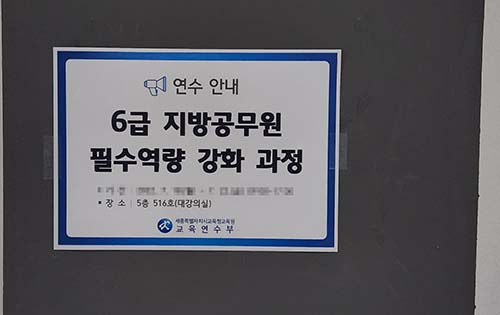 연수 안내
6급 지방공무원
필수역량 강화 과정
▪ 장 소 | 5층 516호(대강의실)
세종특별자치시교육청교육원
교육연수부